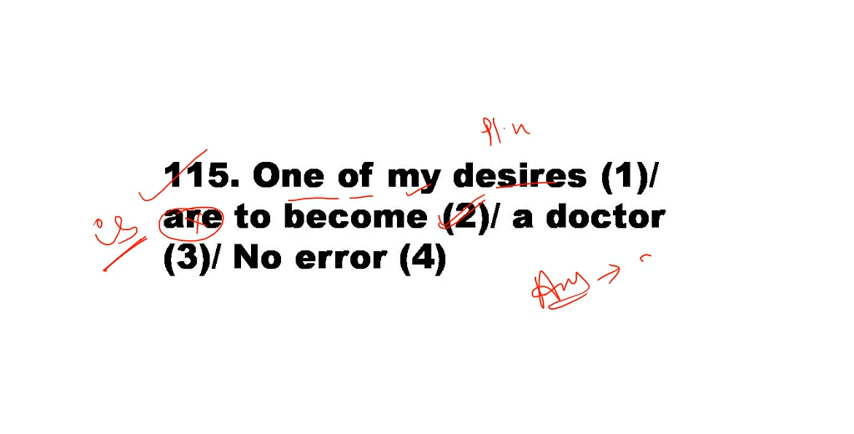 Pl. n
115. One of my desires (1)/
is are to become (2)/ a doctor
(3)/ No error (4)
Ans →